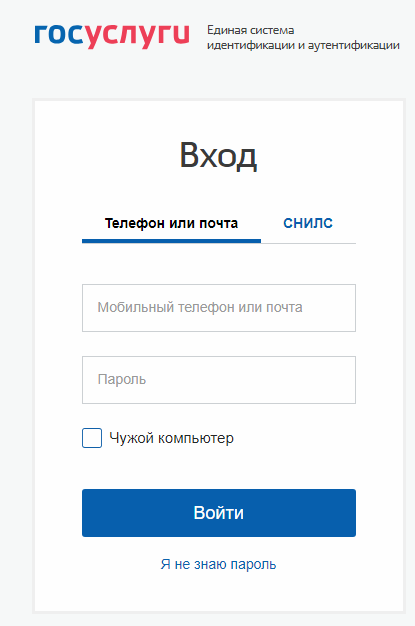 госуслуги
Единая система
идентификации и аутентификации
Вход
Телефон или почта
СНИЛС
Мобильный телефон или почта
Пароль
Чужой компьютер
Войти
Я не знаю пароль